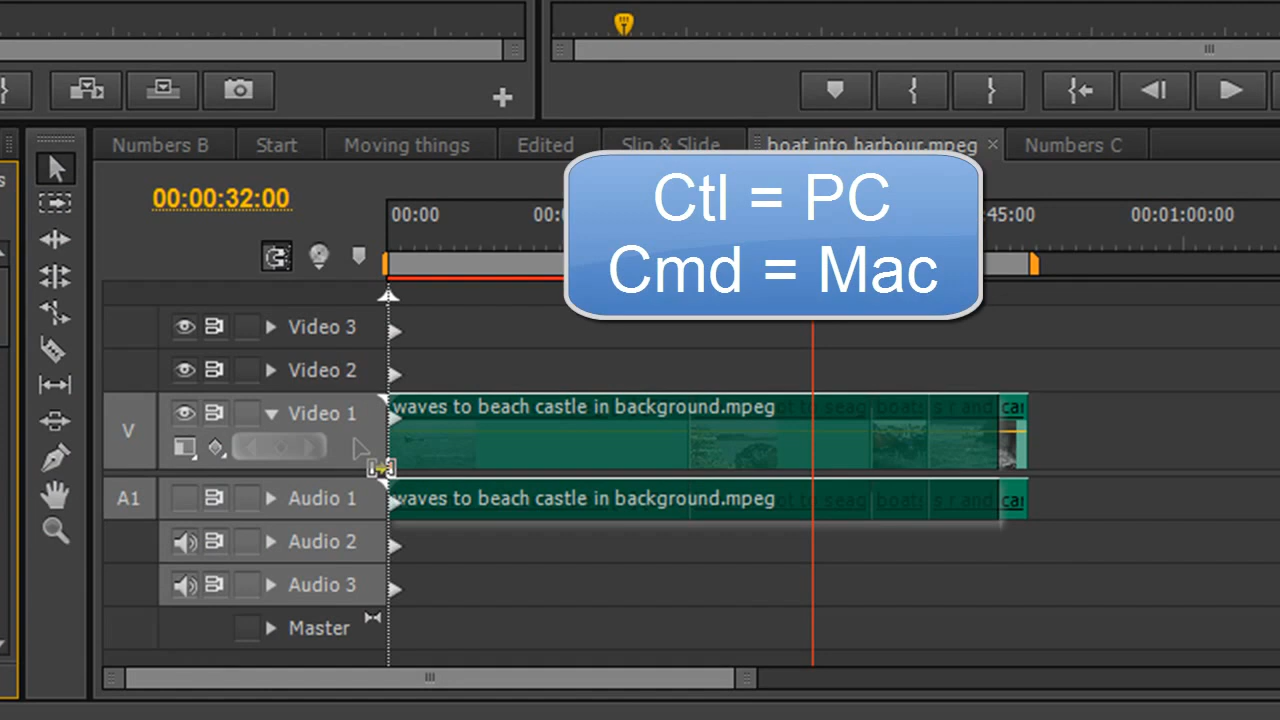 Numbers B
Start
Moving things
Edited
Slip & Slide
boat into harbour.mpeg
Numbers C
00:00:32:00
00:00
45:00
00:01:00:00
Ctl = PC
Cmd = Mac
Video 3
Video 2
V
Video 1
waves to beach castle in background.mpeg
A1
Audio 1
waves to beach castle in background.mpeg
Audio 2
Audio 3
Master